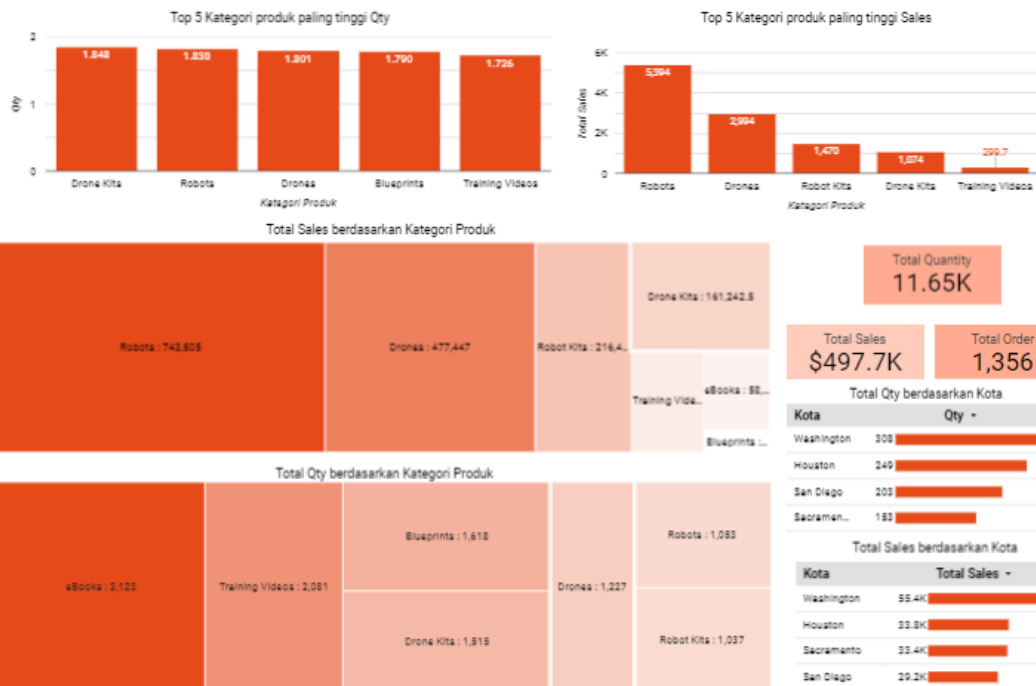 Top 5 Kategori produk paling tinggi Qty
2
1
0
Qty
1.848
1.830
1.801
1.790
1.726
Drone Kits
Robots
Drones
Blueprints
Training Videos
Kategori Produk
Top 5 Kategori produk paling tinggi Sales
6K
4K
2K
0
Total Sales
5,394
2,994
1,470
1,074
299.7
Robots
Drones
Robot Kits
Drone Kits
Training Videos
Kategori Produk
Total Sales berdasarkan Kategori Produk
Robots : 743,505
Drones : 477,447
Robot Kits : 216,4...
Drone Kits : 161,242.5
Training Vide...
eBooks : 58,...
Blueprints :...
Total Quantity
11.65K
Total Sales
$497.7K
Total Order
1,356
Total Qty berdasarkan Kota
Kota Qty
Washington 308
Houston 249
San Diego 203
Sacramen... 153
Total Sales berdasarkan Kota
Kota Total Sales
Washington 55.4K
Houston 33.8K
Sacramento 33.4K
San Diego 29.2K
Total Qty berdasarkan Kategori Produk
eBooks : 3,123
Training Videos : 2,081
Blueprints : 1,618
Drone Kits : 1,515
Drones : 1,227
Robots : 1,053
Robot Kits : 1,037